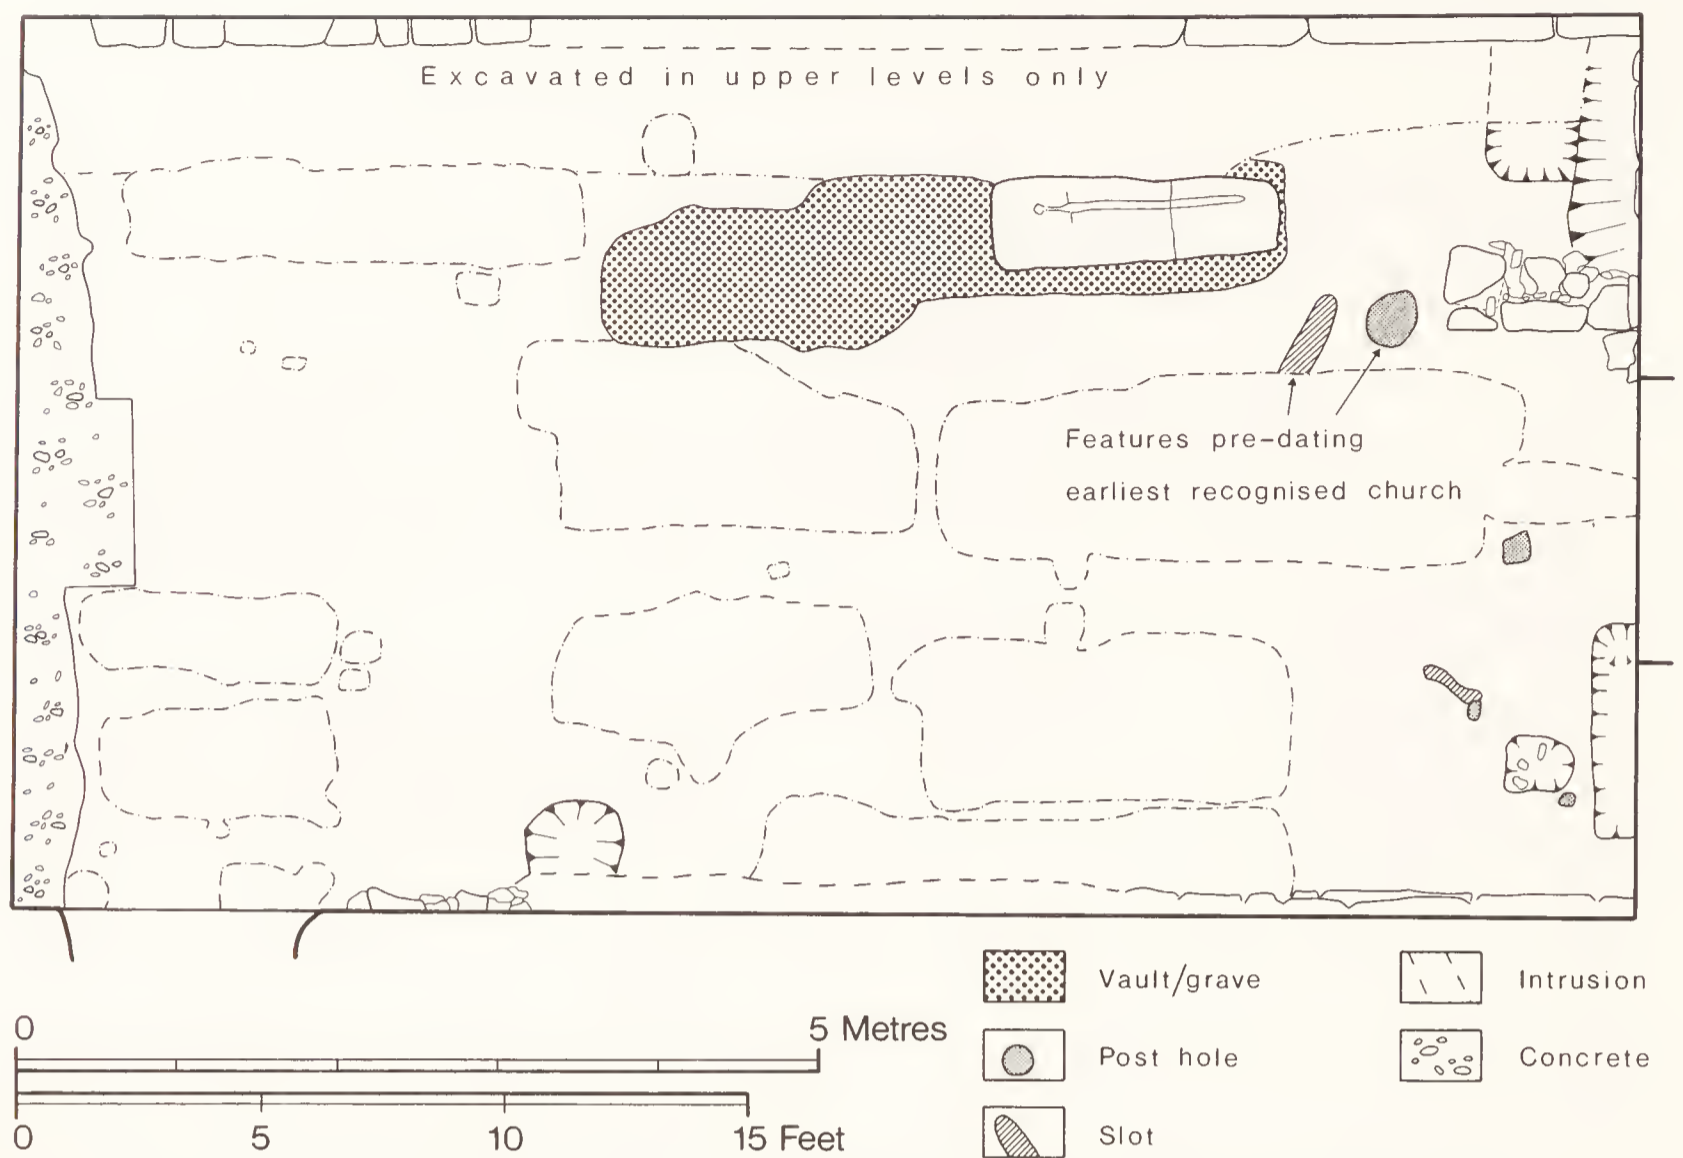 Excavated in upper levels only
Features pre-dating
earliest recognised church
0 5 Metres
0 5 10 15 Feet
Vault/grave
Post hole
Slot
Intrusion
Concrete